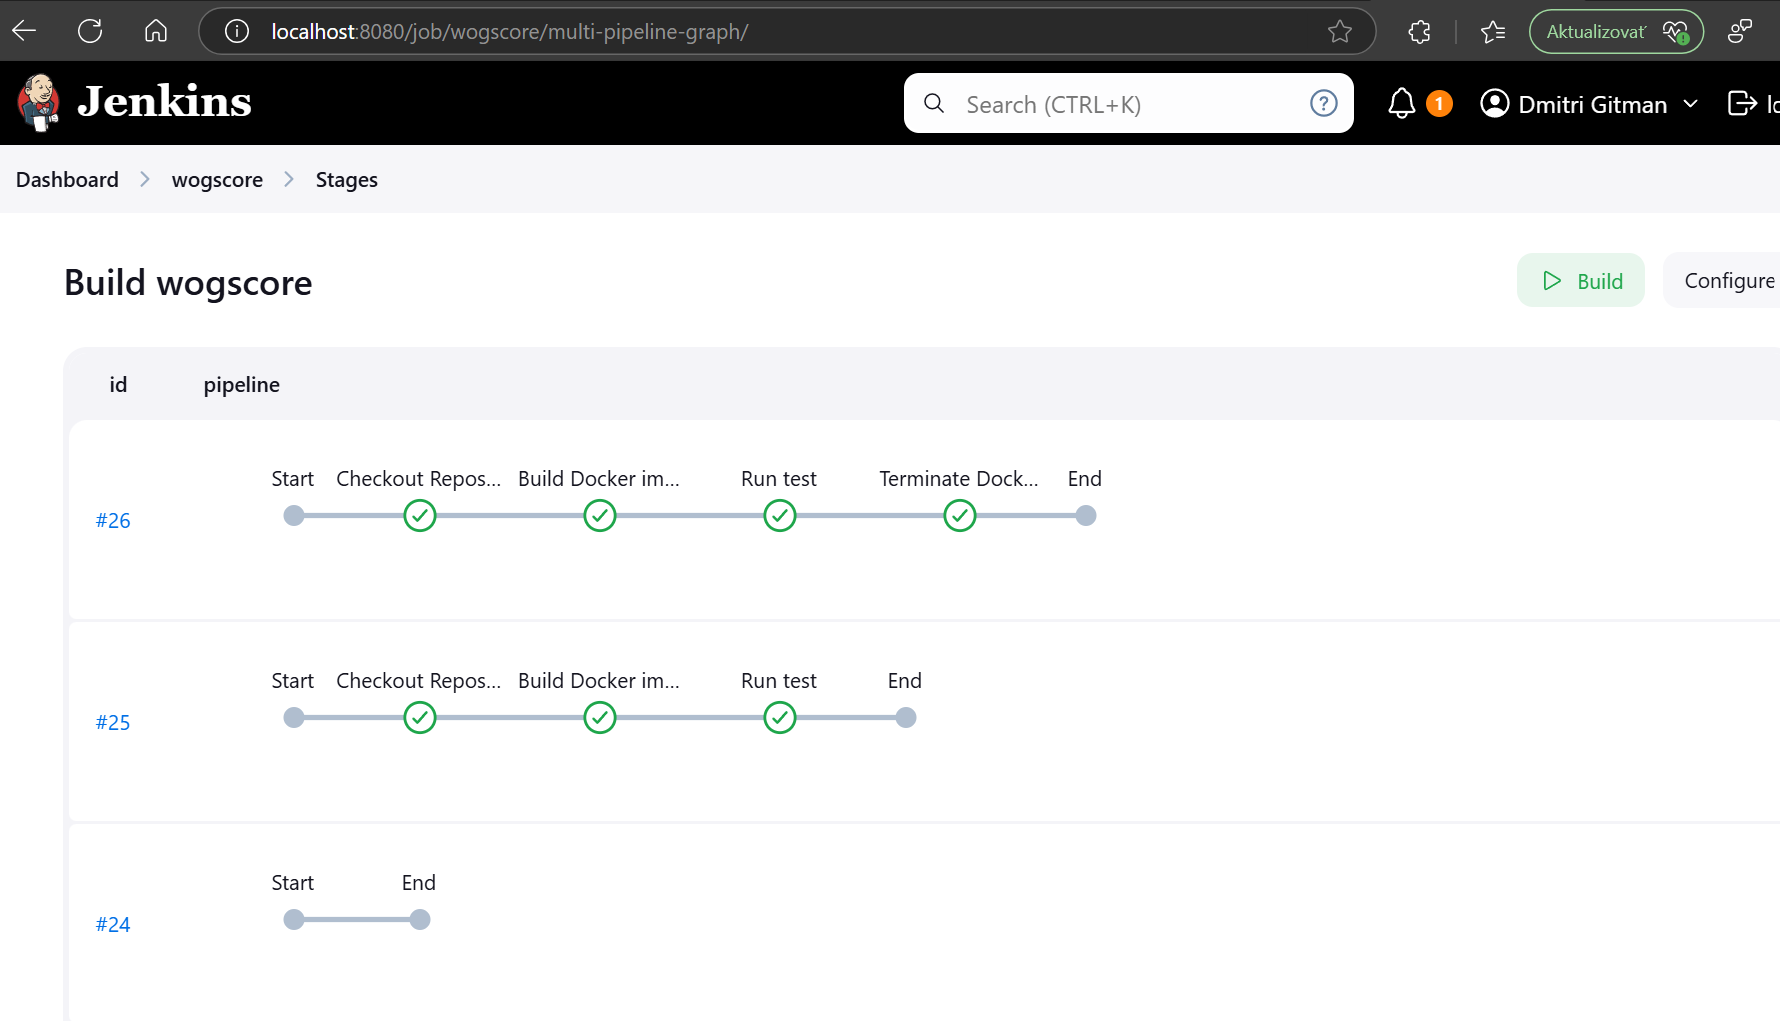 localhost:8080/job/wogscore/multi-pipeline-graph/
Aktualizovať
Jenkins
Search (CTRL+K)
?
1
Dmitri Gitman
Dashboard
wogscore
Stages
Build wogscore
Build
Configure
id
pipeline
Start
Checkout Repos...
Build Docker im...
Run test
Terminate Dock...
End
#26
Start
Checkout Repos...
Build Docker im...
Run test
End
#25
Start
End
#24